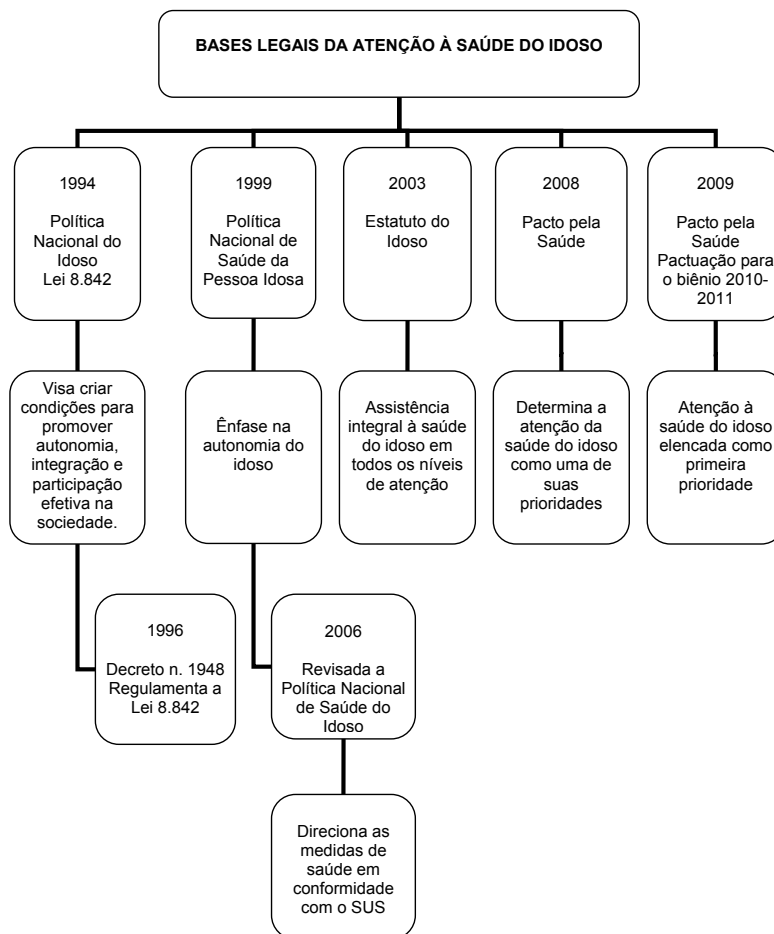 BASES LEGAIS DA ATENÇÃO À SAÚDE DO IDOSO
1994
Política
Nacional do
Idoso
Lei 8.842
1999
Política
Nacional de
Saúde da
Pessoa Idosa
2003
Estatuto do
Idoso
2008
Pacto pela
Saúde
2009
Pacto pela
Saúde
Pactuação para
o biênio 2010-
2011
Visa criar
condições para
promover
autonomia,
integração e
participação
efetiva na
sociedade.
Ênfase na
autonomia do
idoso
Assistência
integral à saúde
do idoso em
todos os níveis
de atenção
Determina a
atenção da
saúde do idoso
como uma de
suas
prioridades
Atenção à
saúde do idoso
elencada como
primeira
prioridade
1996
Decreto n. 1948
Regulamenta a
Lei 8.842
2006
Revisada a
Política Nacional
de Saúde do
Idoso
Direciona as
medidas de
saúde em
conformidade
com o SUS